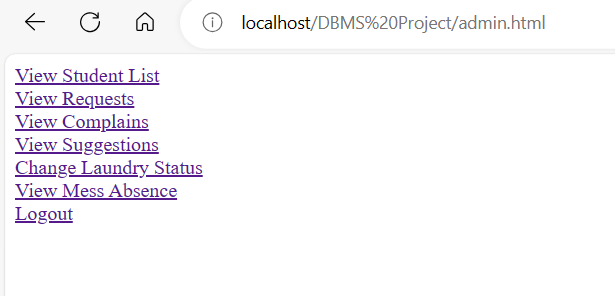 localhost/DBMS%20Project/admin.html
View Student List
View Requests
View Complains
View Suggestions
Change Laundry Status
View Mess Absence
Logout